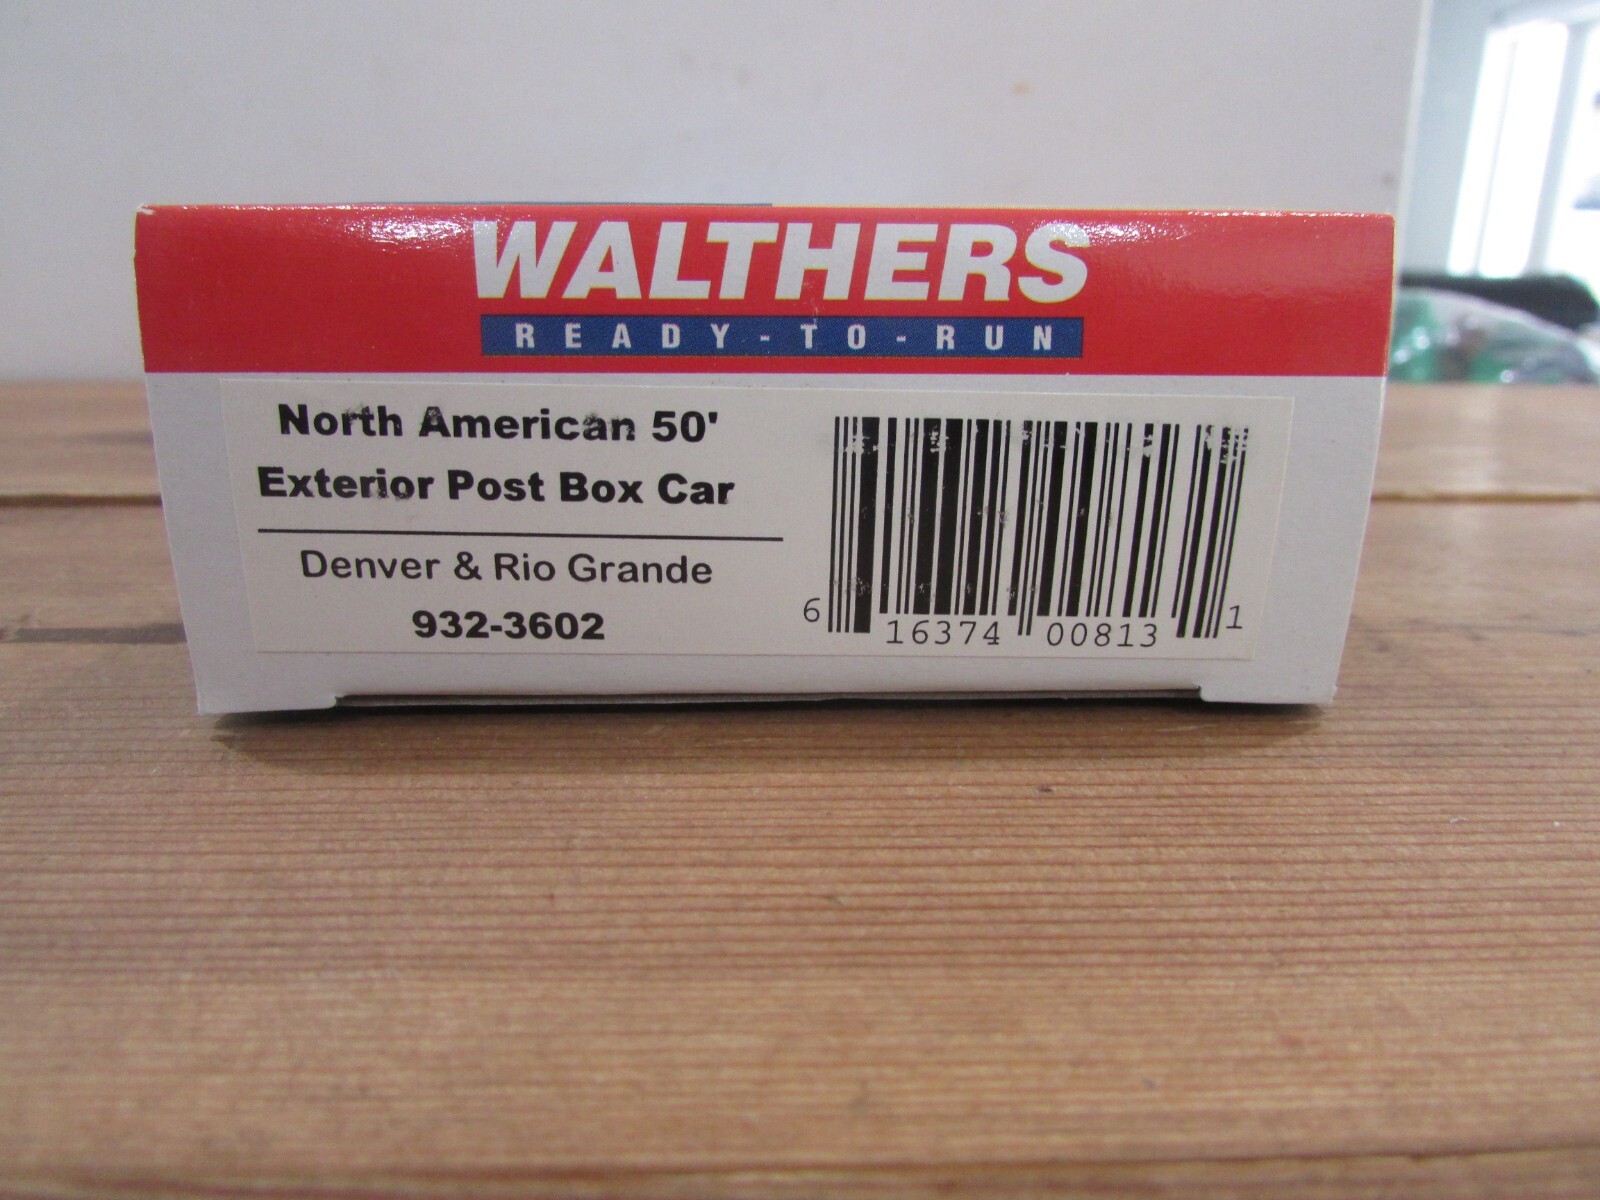 WALTHERS
READY-TO-RUN
North American 50'
Exterior Post Box Car
Denver & Rio Grande
932-3602
6 16374 00813 1